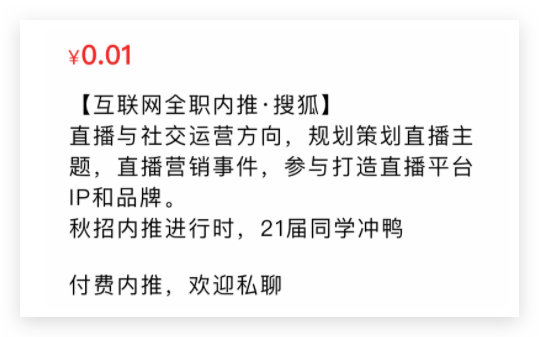 ¥0.01
【互联网全职内推·搜狐】
直播与社交运营方向，规划策划直播主
题，直播营销事件，参与打造直播平台
IP和品牌。
秋招内推进行时，21届同学冲鸭
付费内推，欢迎私聊